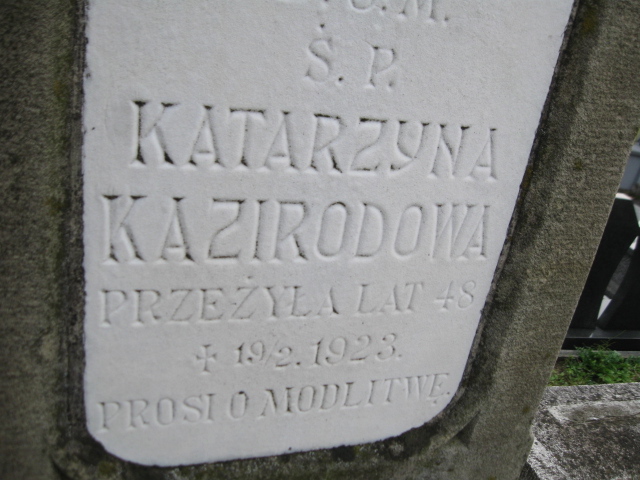 Ś. P.
KATARZYNA
KAZIRODOWA
PRZEŻYŁA LAT 48
✝ 19/2. 1923.
PROSI O MODLITWĘ.